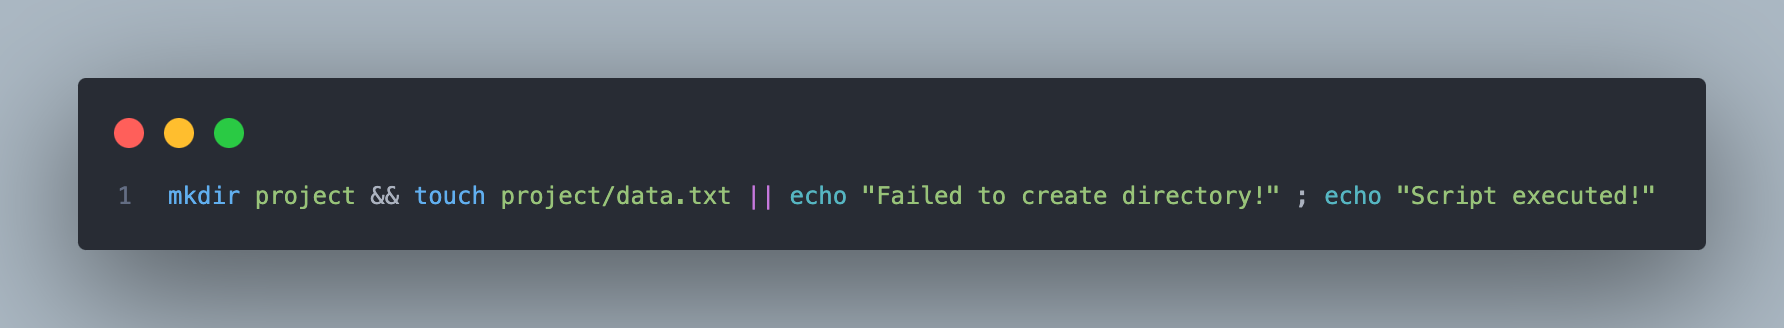 1 mkdir project && touch project/data.txt || echo "Failed to create directory!" ; echo "Script executed!"